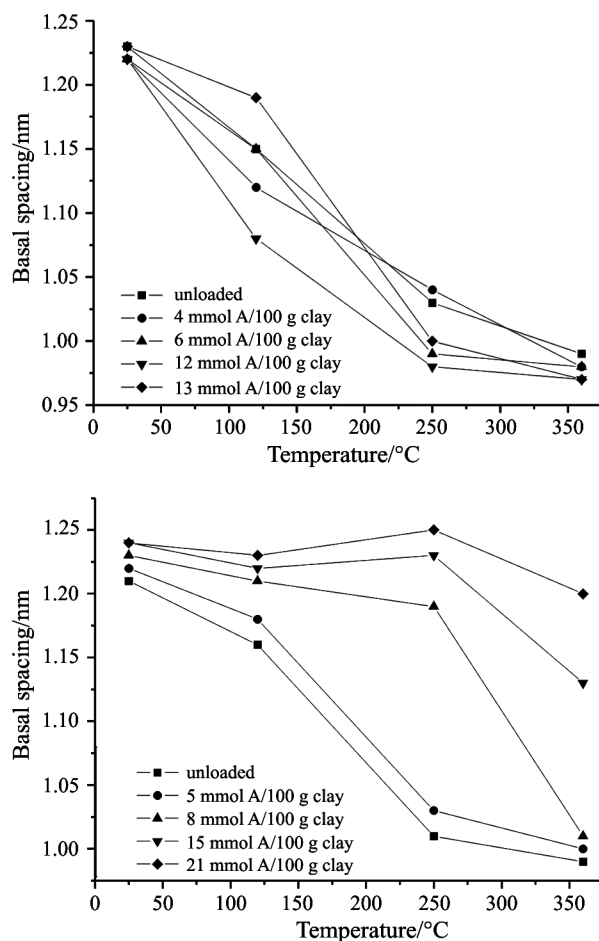 1.25
1.20
1.15
1.10
1.05
1.00
0.95
Basal spacing/nm
unloaded
4 mmol A/100 g clay
6 mmol A/100 g clay
12 mmol A/100 g clay
13 mmol A/100 g clay
0 50 100 150 200 250 300 350
Temperature/°C
1.25
1.20
1.15
1.10
1.05
1.00
Basal spacing/nm
unloaded
5 mmol A/100 g clay
8 mmol A/100 g clay
15 mmol A/100 g clay
21 mmol A/100 g clay
0 50 100 150 200 250 300 350
Temperature/°C